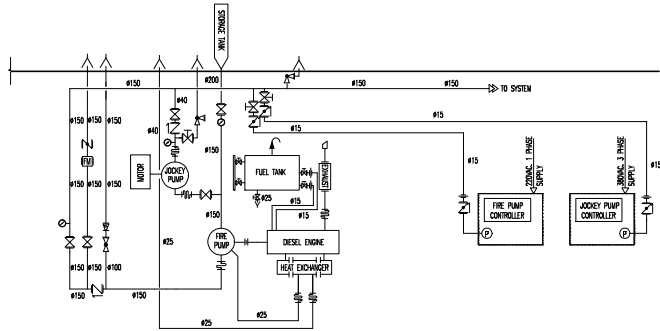 STORAGE TANK
ø200
ø150
ø150
ø150
ø150
TO SYSTEM
ø40
ø150
ø150
ø150
ø40
ø15
ø15
ø150
FM
MOTOR
JOCKEY
PUMP
FUEL TANK
EXHAUST
ø15
ø15
220VAC, 1 PHASE
SUPPLY
380VAC, 3 PHASE
SUPPLY
ø25
ø15
ø15
ø150
FIRE PUMP
CONTROLLER
JOCKEY PUMP
CONTROLLER
P
P
ø25
FIRE
PUMP
DIESEL ENGINE
HEAT EXCHANGER
ø150
ø150
ø100
ø150
ø150
ø25
ø25